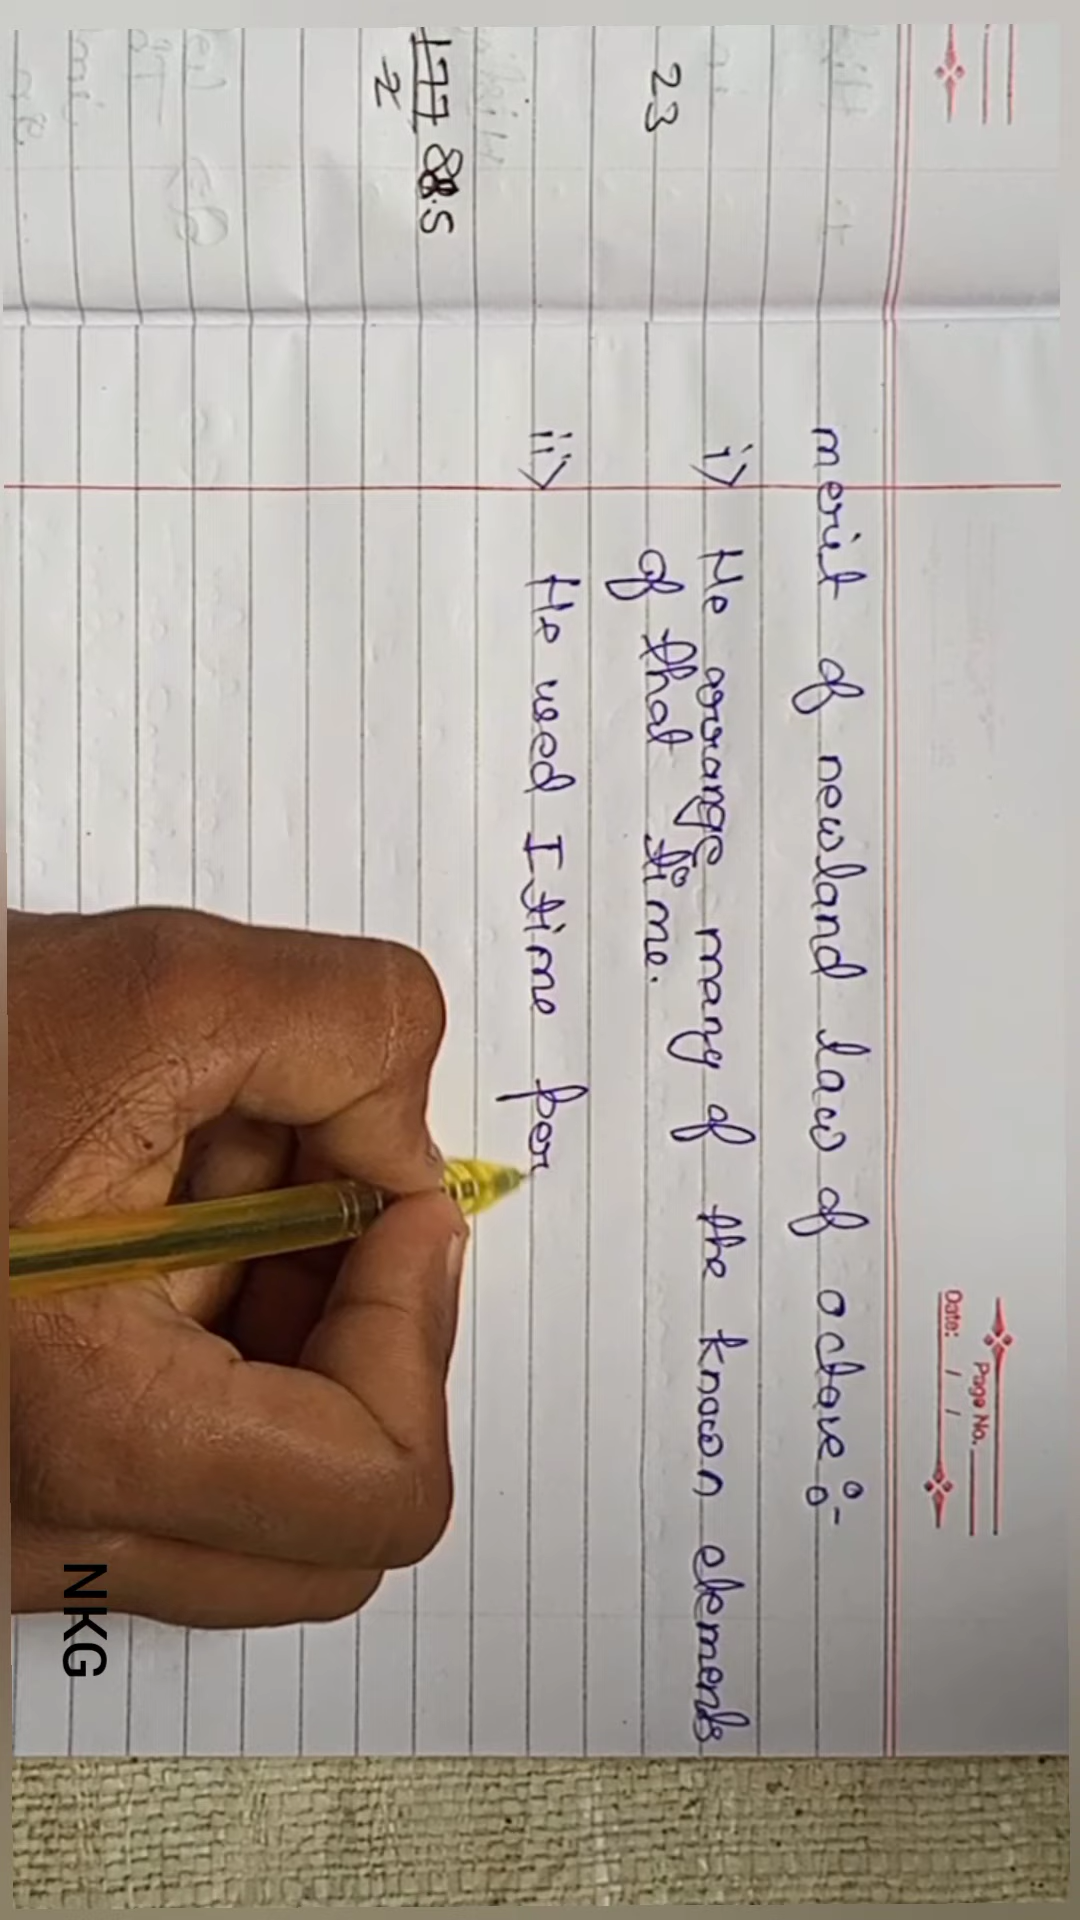 Page No.
Date: / /
merit of newland law of octave :-
i> He arrange many of the known elements
of that time.
ii> He used I time per
23
177 88.5
2
NKG